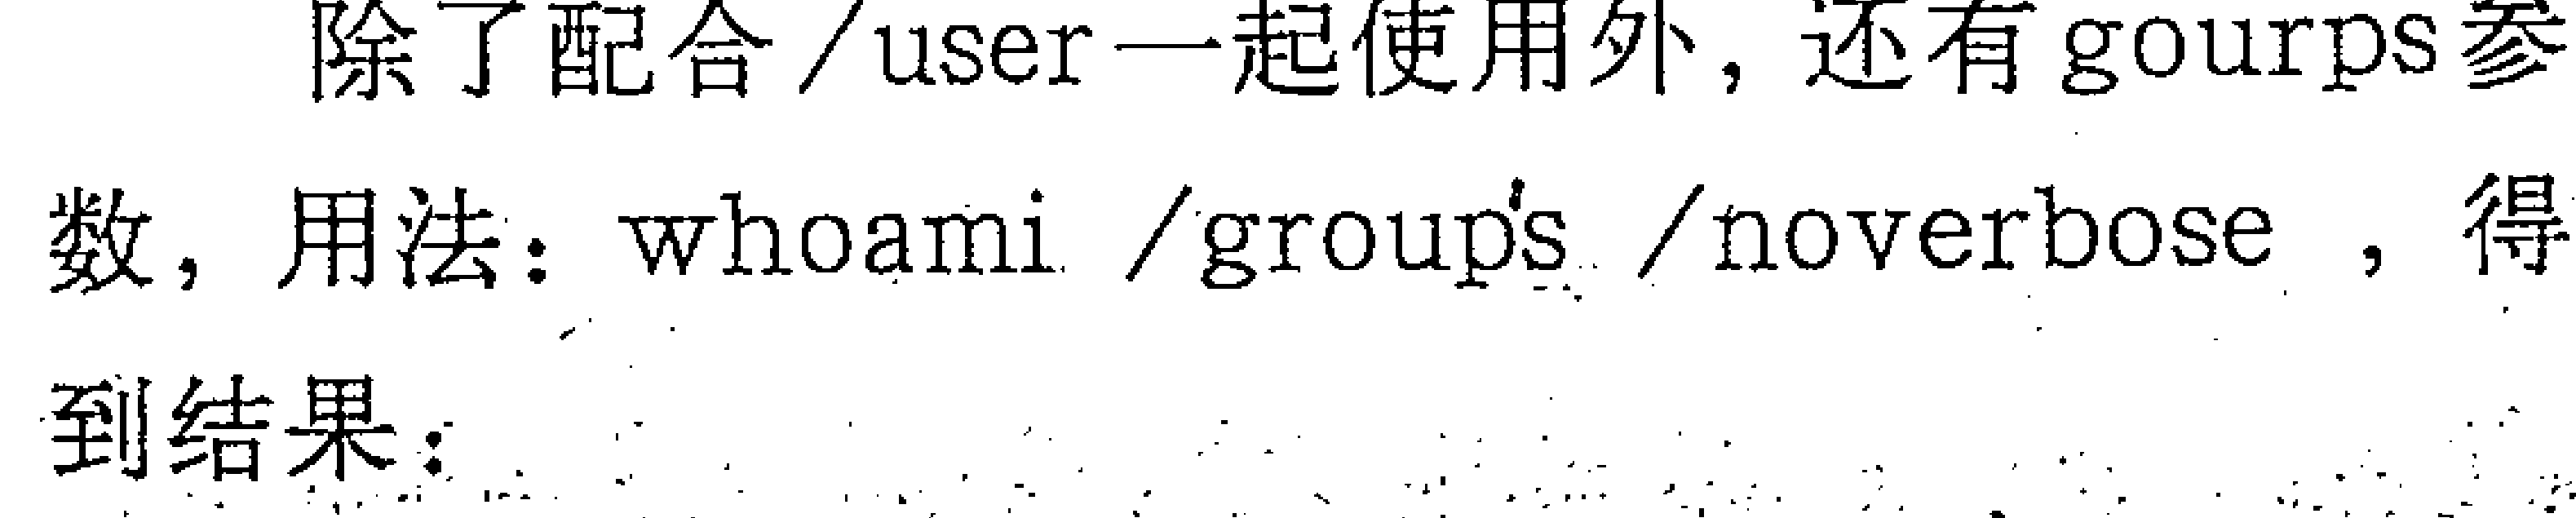 除了配合/user一起使用外，还有gourps参
数，用法：whoami /groups /noverbose ，得
到结果：